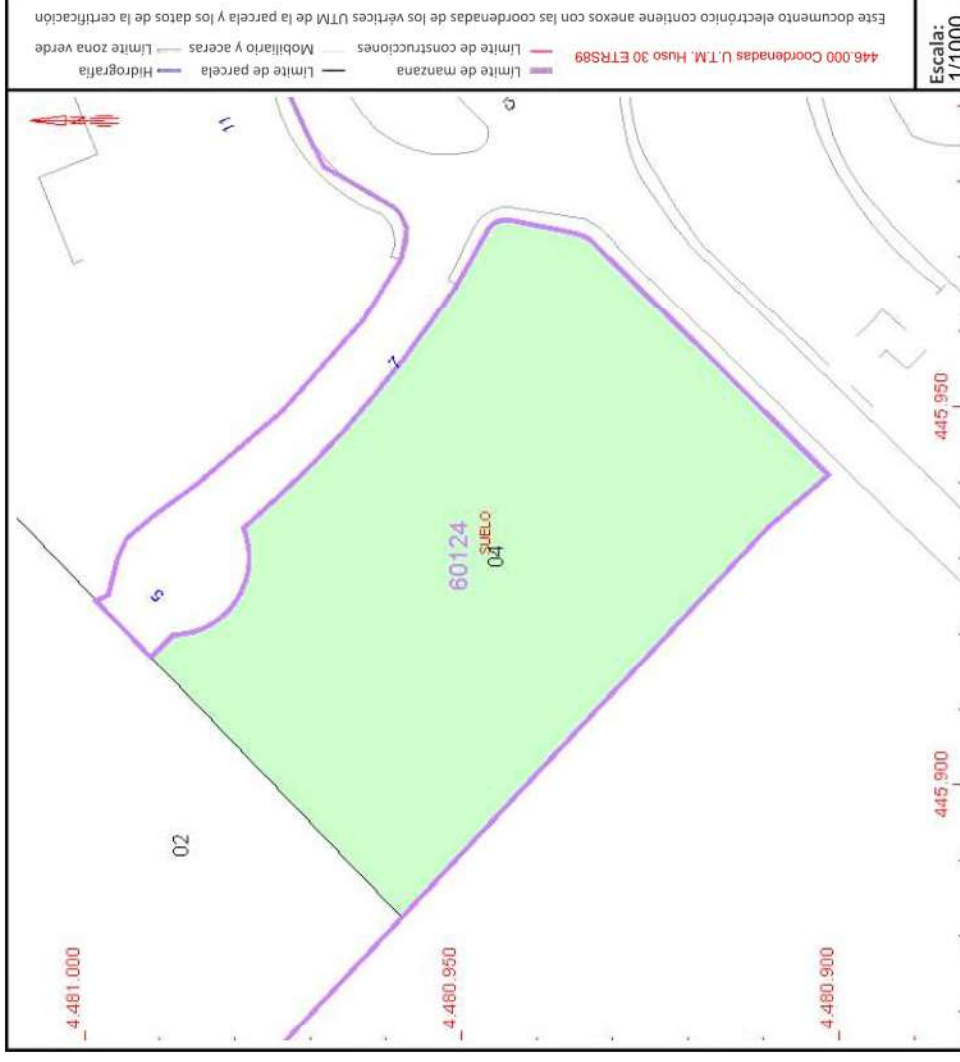 11
D
2
5
60124
SUELO
04
02
4.481.000
4.480.950
4.480.900
445.900
445.950
446.000 Coordenadas U.T.M. Huso 30 ETRS89
Límite de manzana
Límite de parcela
Hidrografía
Límite de construcciones
Mobiliario y aceras
Límite zona verde
Este documento electrónico contiene anexos con las coordenadas de los vértices UTM de la parcela y los datos de la certificación
Escala:
1/1000